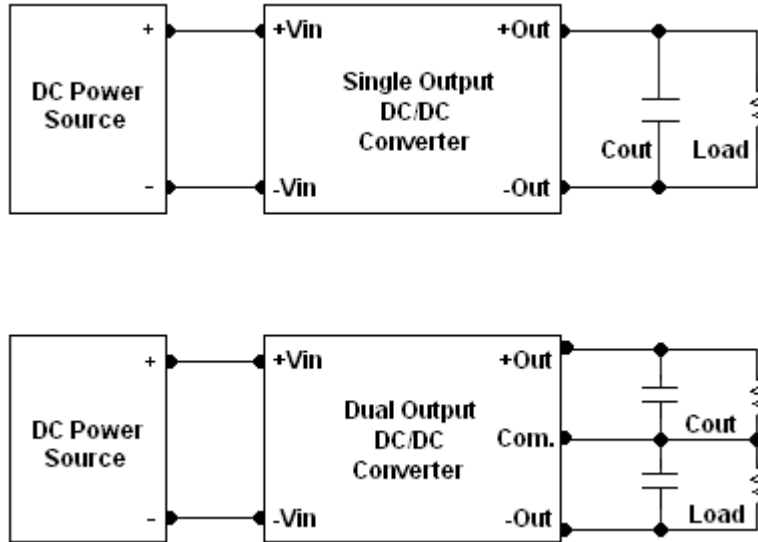 + +Vin +Out
DC Power
Source
Single Output
DC/DC
Converter
Cout Load
- -Vin -Out
+ +Vin +Out
DC Power
Source
Dual Output
DC/DC
Converter
Com.
Cout
- -Vin -Out
Load